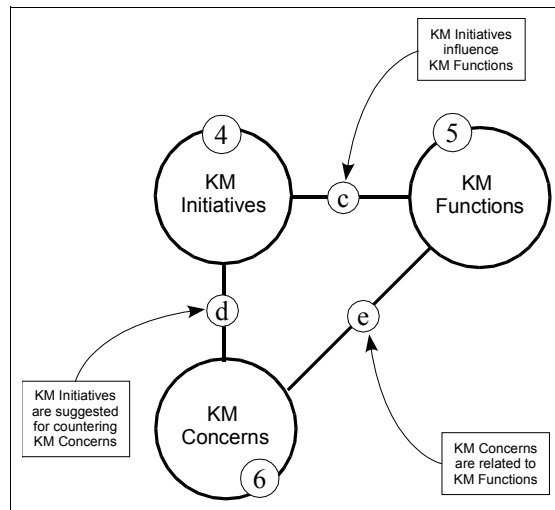 KM Initiatives
influence
KM Functions
4
5
KM
Initiatives
c
KM
Functions
d
e
KM Initiatives
are suggested
for countering
KM Concerns
KM
Concerns
6
KM Concerns
are related to
KM Functions